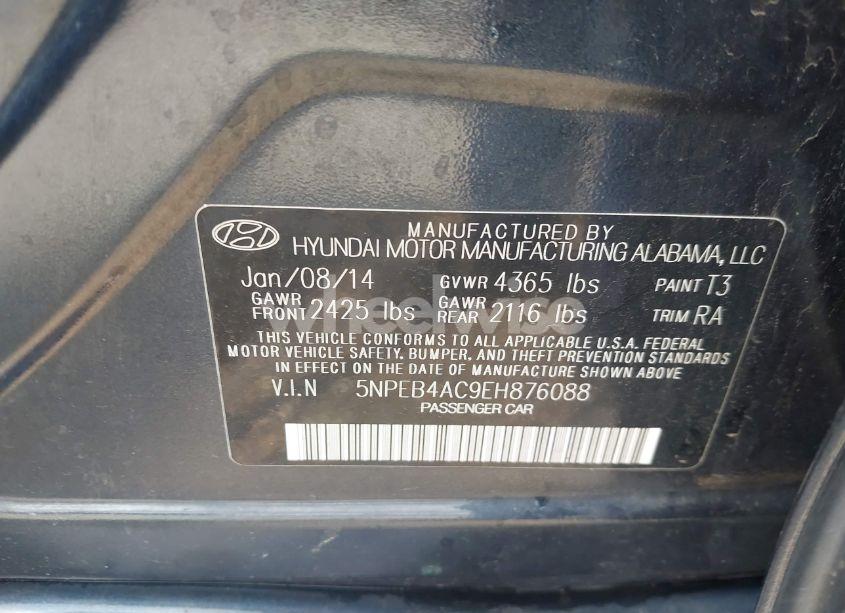 MANUFACTURED BY
HYUNDAI MOTOR MANUFACTURING ALABAMA, LLC
Jan/08/14 GVWR 4365 lbs PAINT T3
GAWR FRONT 2425 lbs GAWR REAR 2116 lbs TRIM RA
THIS VEHICLE CONFORMS TO ALL APPLICABLE U.S.A. FEDERAL
MOTOR VEHICLE SAFETY, BUMPER, AND THEFT PREVENTION STANDARDS
IN EFFECT ON THE DATE OF MANUFACTURE SHOWN ABOVE
V.I.N 5NPEB4AC9EH876088
PASSENGER CAR
wheelwise